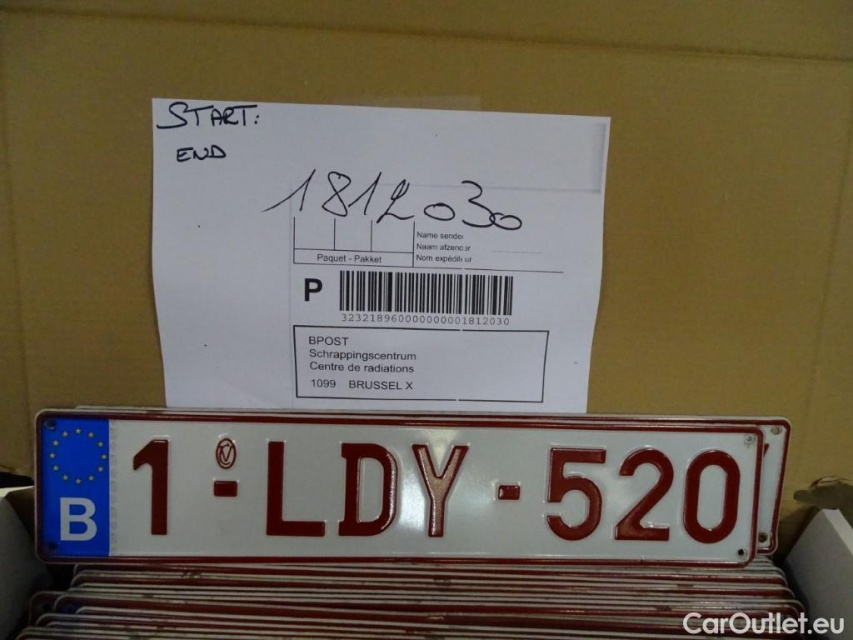 START:
END
1812030
Name sender
Naam afzender
Nom expéditeur
Paquet - Pakket
P
323218960000000001812030
BPOST
Schrappingscentrum
Centre de radiations
1099 BRUSSEL X
B 1-LDY-520
CarOutlet.eu